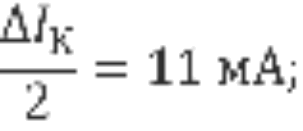 ΔI_К/2 = 11 мА;